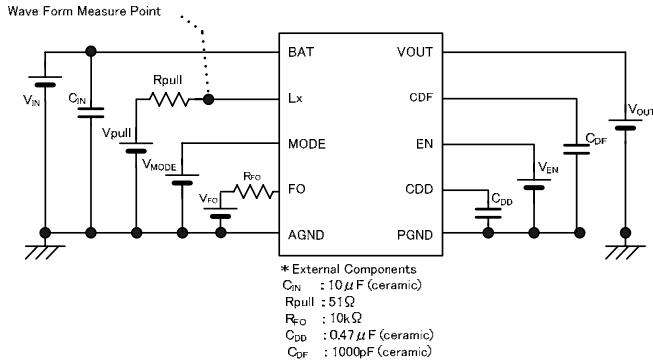 Wave Form Measure Point
BAT
VOUT
Rpull
Lx
CDF
VIN
CIN
Vpull
VOUT
MODE
EN
CDF
VMODE
RFO
VEN
VFO
FO
CDD
CDD
AGND
PGND
* External Components
CIN : 10μF (ceramic)
Rpull : 51Ω
RFO : 10kΩ
CDD : 0.47μF (ceramic)
CDF : 1000pF (ceramic)